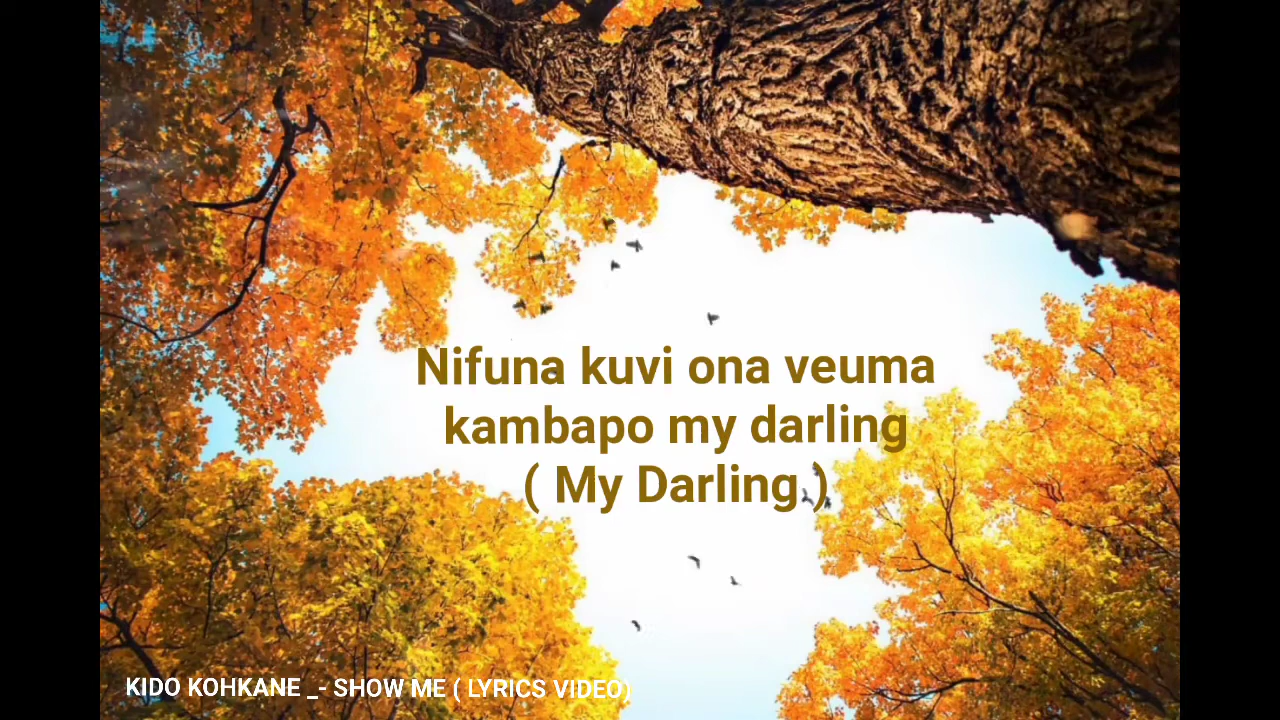 Nifuna kuvi ona veuma
kambapo my darling
( My Darling )
KIDO KOHKANE _- SHOW ME ( LYRICS VIDEO)